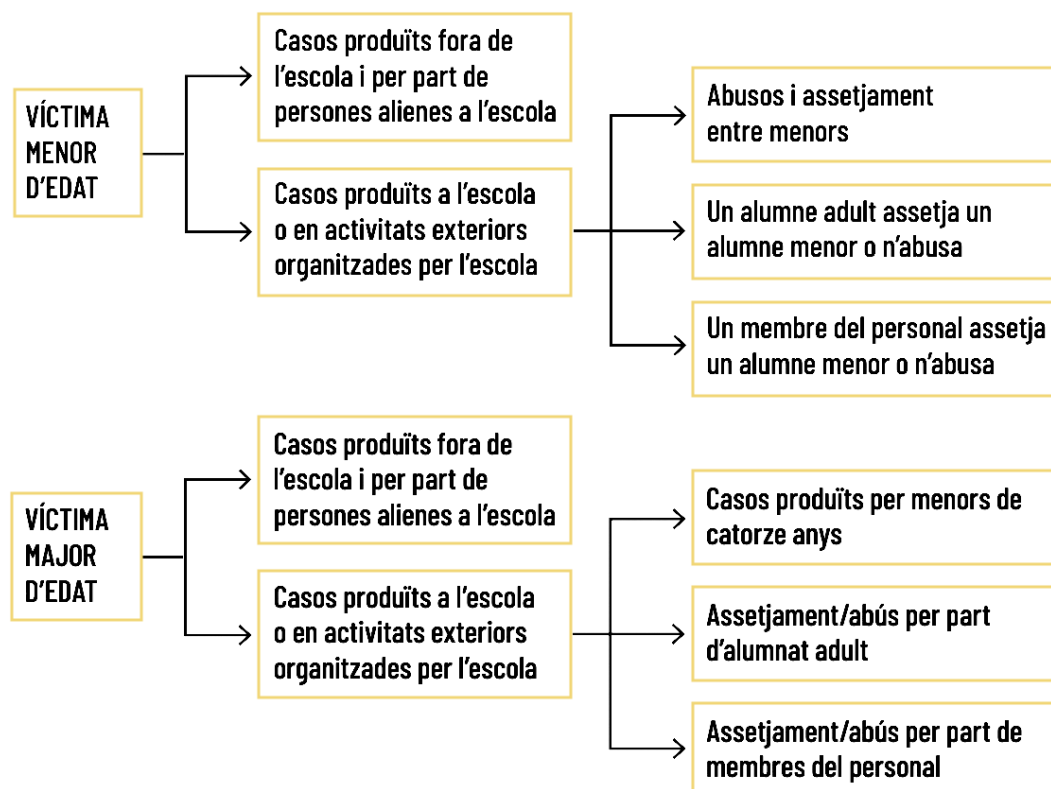 VÍCTIMA
MENOR
D'EDAT
Casos produïts fora de
l'escola i per part de
persones alienes a l'escola
Casos produïts a l'escola
o en activitats exteriors
organitzades per l'escola
Abusos i assetjament
entre menors
Un alumne adult assetja un
alumne menor o n'abusa
Un membre del personal assetja
un alumne menor o n'abusa
VÍCTIMA
MAJOR
D'EDAT
Casos produïts fora de
l'escola i per part de
persones alienes a l'escola
Casos produïts a l'escola
o en activitats exteriors
organitzades per l'escola
Casos produïts per menors de
catorze anys
Assetjament/abús per part
d'alumnat adult
Assetjament/abús per part de
membres del personal